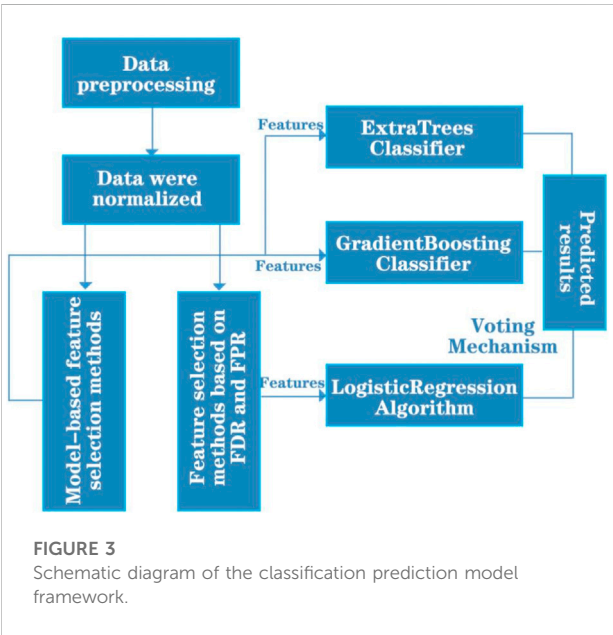 Data
preprocessing
Data were
normalized
Model-based feature
selection methods
Feature selection
methods based on
FDR and FPR
Features
ExtraTrees
Classifier
Features
GradientBoosting
Classifier
Features
LogisticRegression
Algorithm
Voting
Mechanism
Predicted
results
FIGURE 3
Schematic diagram of the classification prediction model
framework.